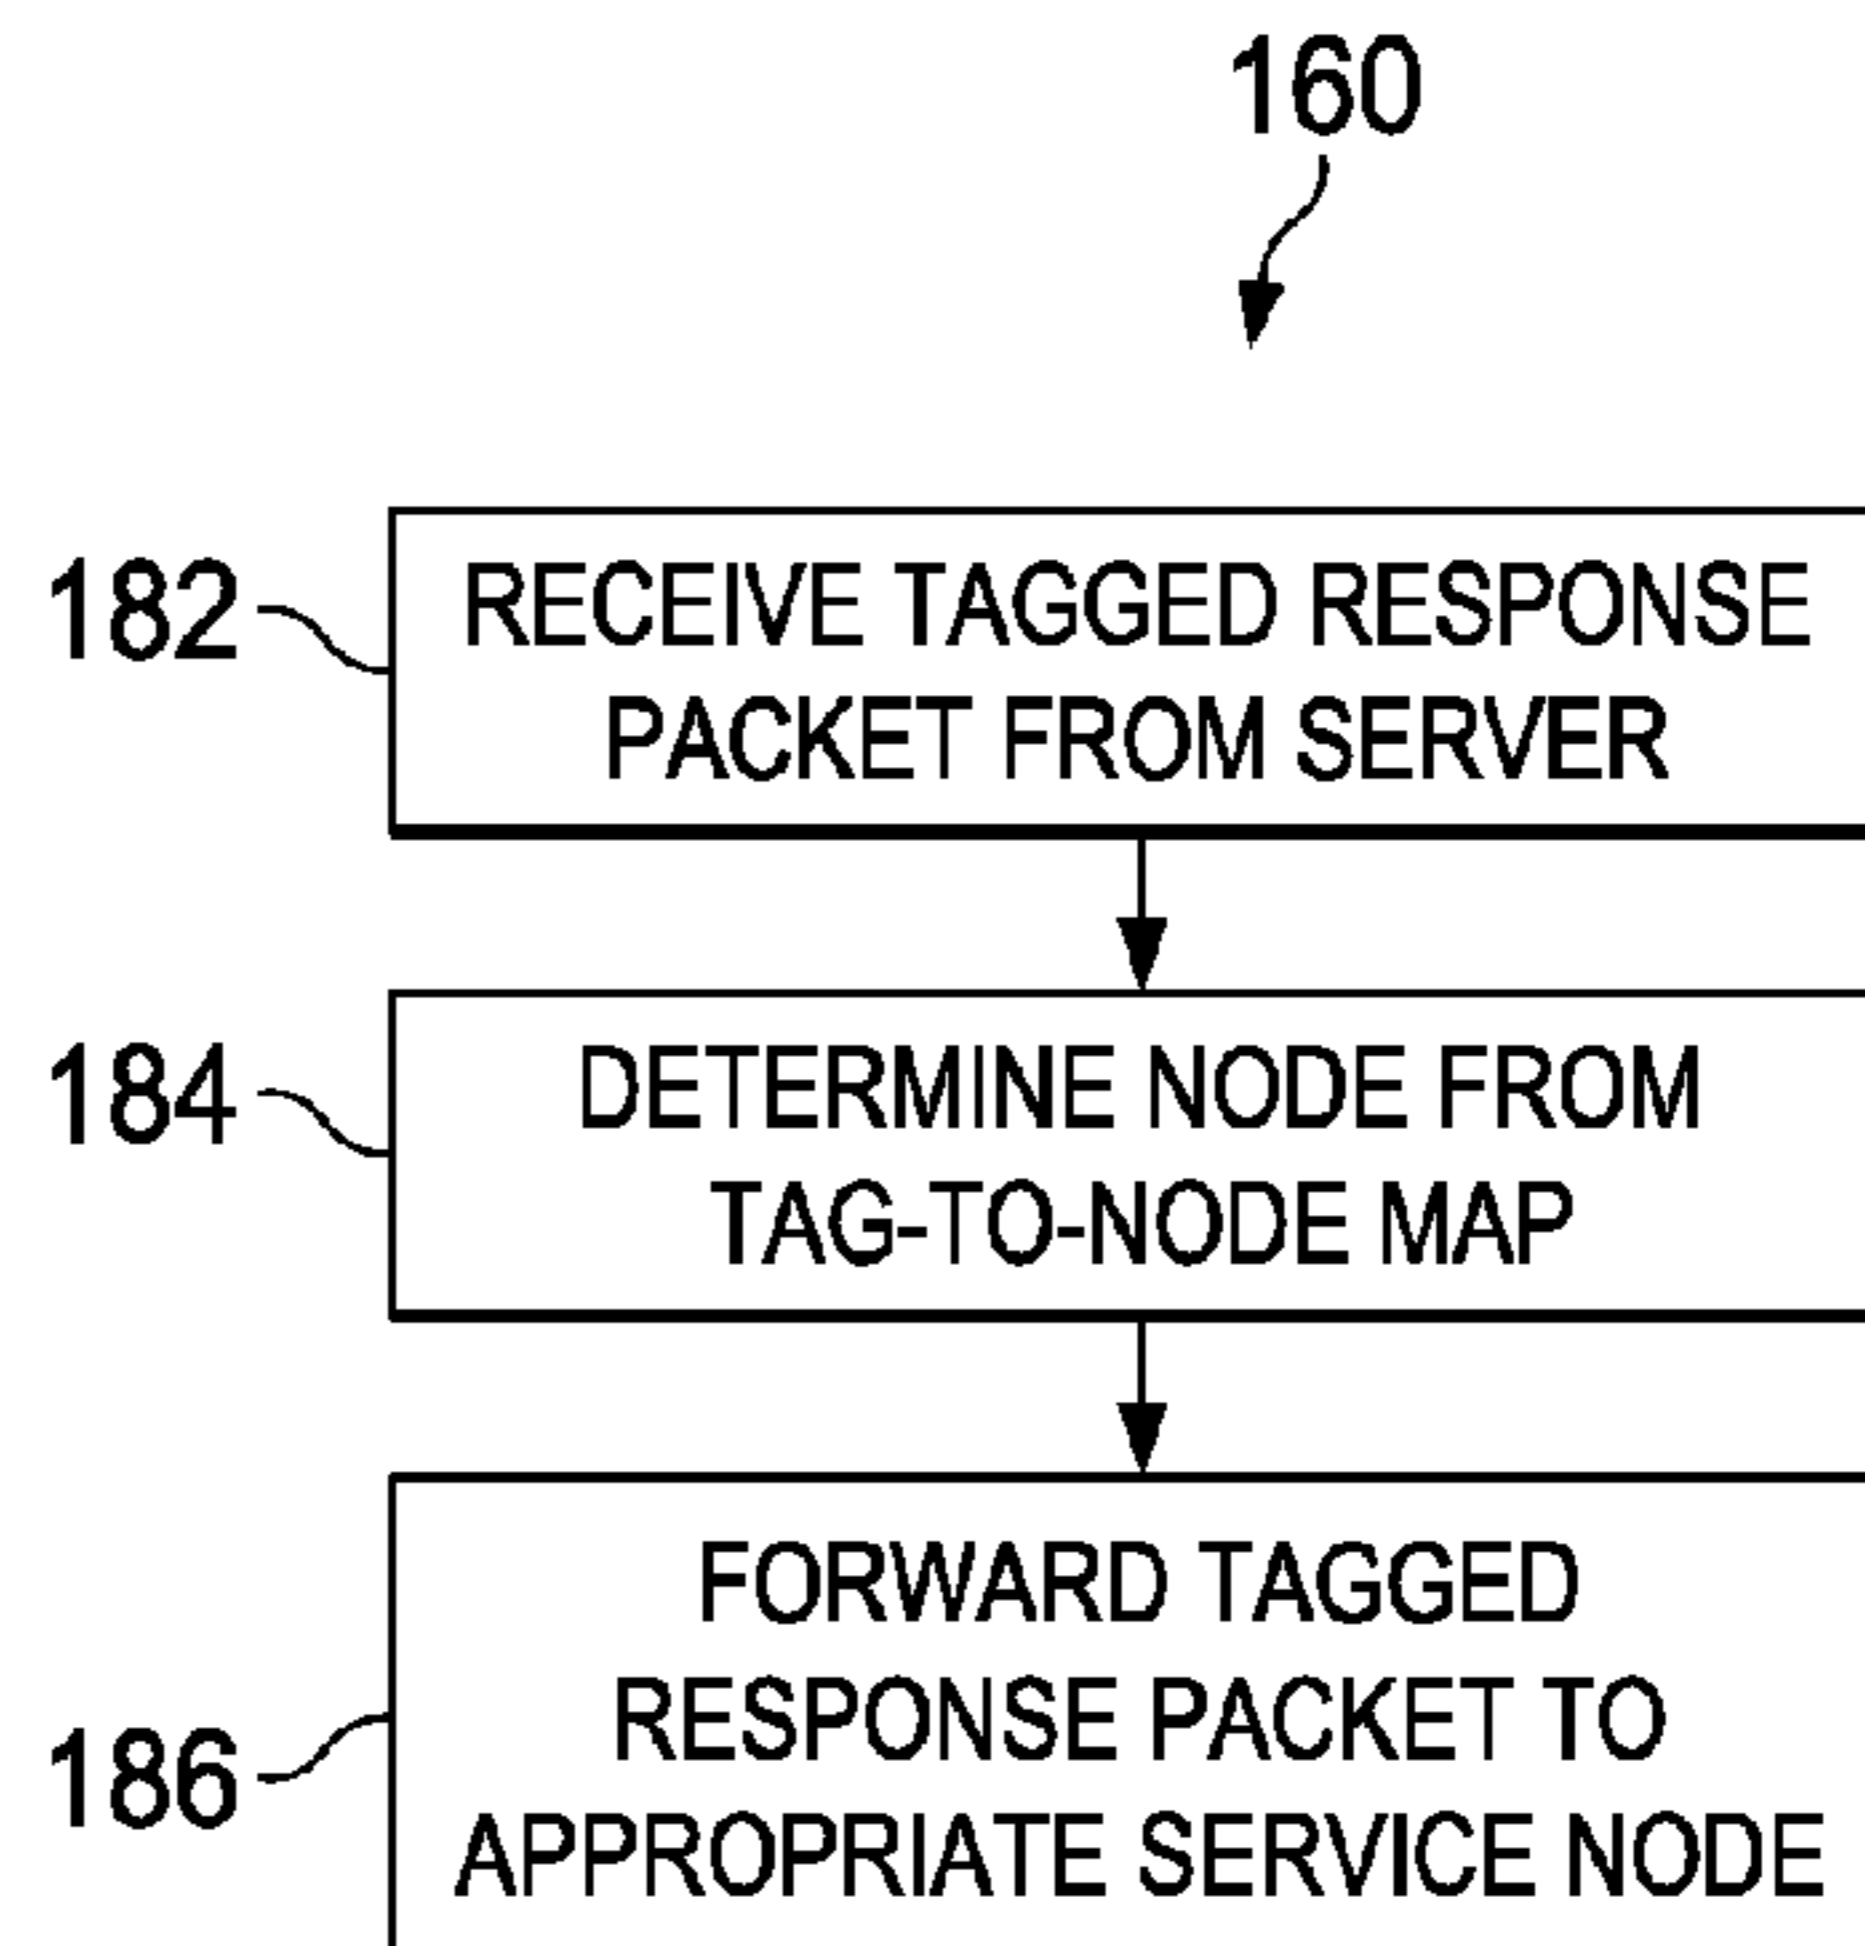 160
182
RECEIVE TAGGED RESPONSE
PACKET FROM SERVER
184
DETERMINE NODE FROM
TAG-TO-NODE MAP
186
FORWARD TAGGED
RESPONSE PACKET TO
APPROPRIATE SERVICE NODE